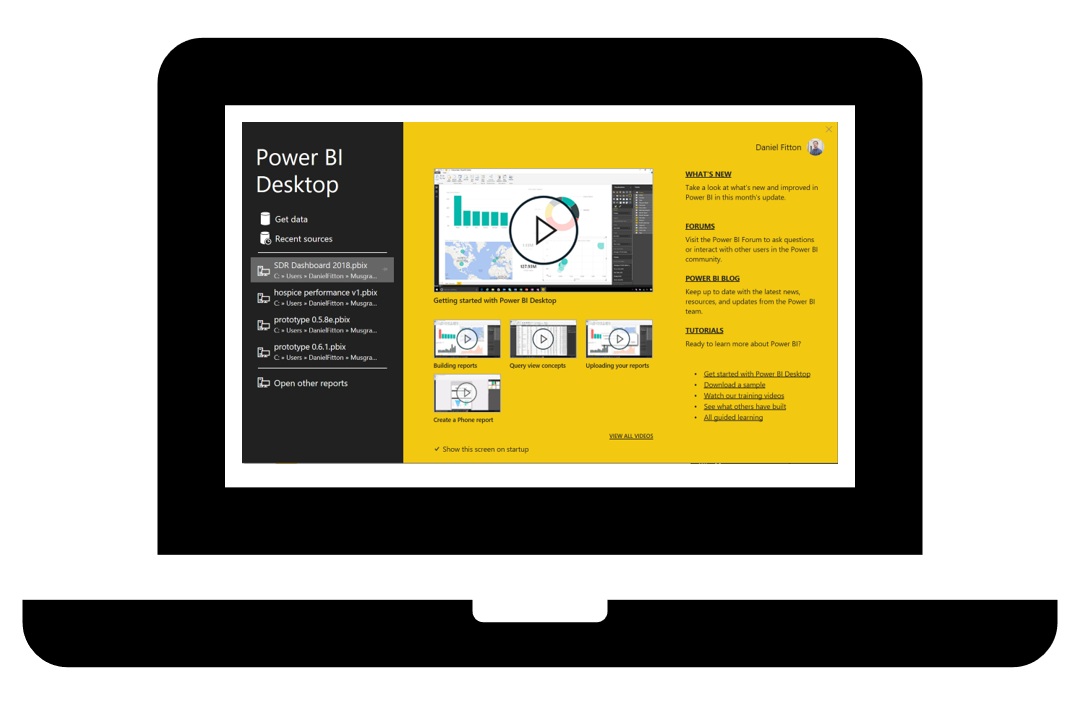 Power BI
Desktop
Get data
Recent sources
SDR Dashboard 2018.pbix
C: » Users » DanielFitton » Musgra...
hospice performance v1.pbix
C: » Users » DanielFitton » Musgra...
prototype 0.5.8e.pbix
C: » Users » DanielFitton » Musgra...
prototype 0.6.1.pbix
C: » Users » DanielFitton » Musgra...
Open other reports
Getting started with Power BI Desktop
Building reports
Query view concepts
Uploading your reports
Create a Phone report
VIEW ALL VIDEOS
Show this screen on startup
Daniel Fitton
WHAT'S NEW
Take a look at what's new and improved in
Power BI in this month's update.
FORUMS
Visit the Power BI Forum to ask questions
or interact with other users in the Power BI
community.
POWER BI BLOG
Keep up to date with the latest news,
resources, and updates from the Power BI
team.
TUTORIALS
Ready to learn more about Power BI?
• Get started with Power BI Desktop
• Download a sample
• Watch our training videos
• See what others have built
• All guided learning